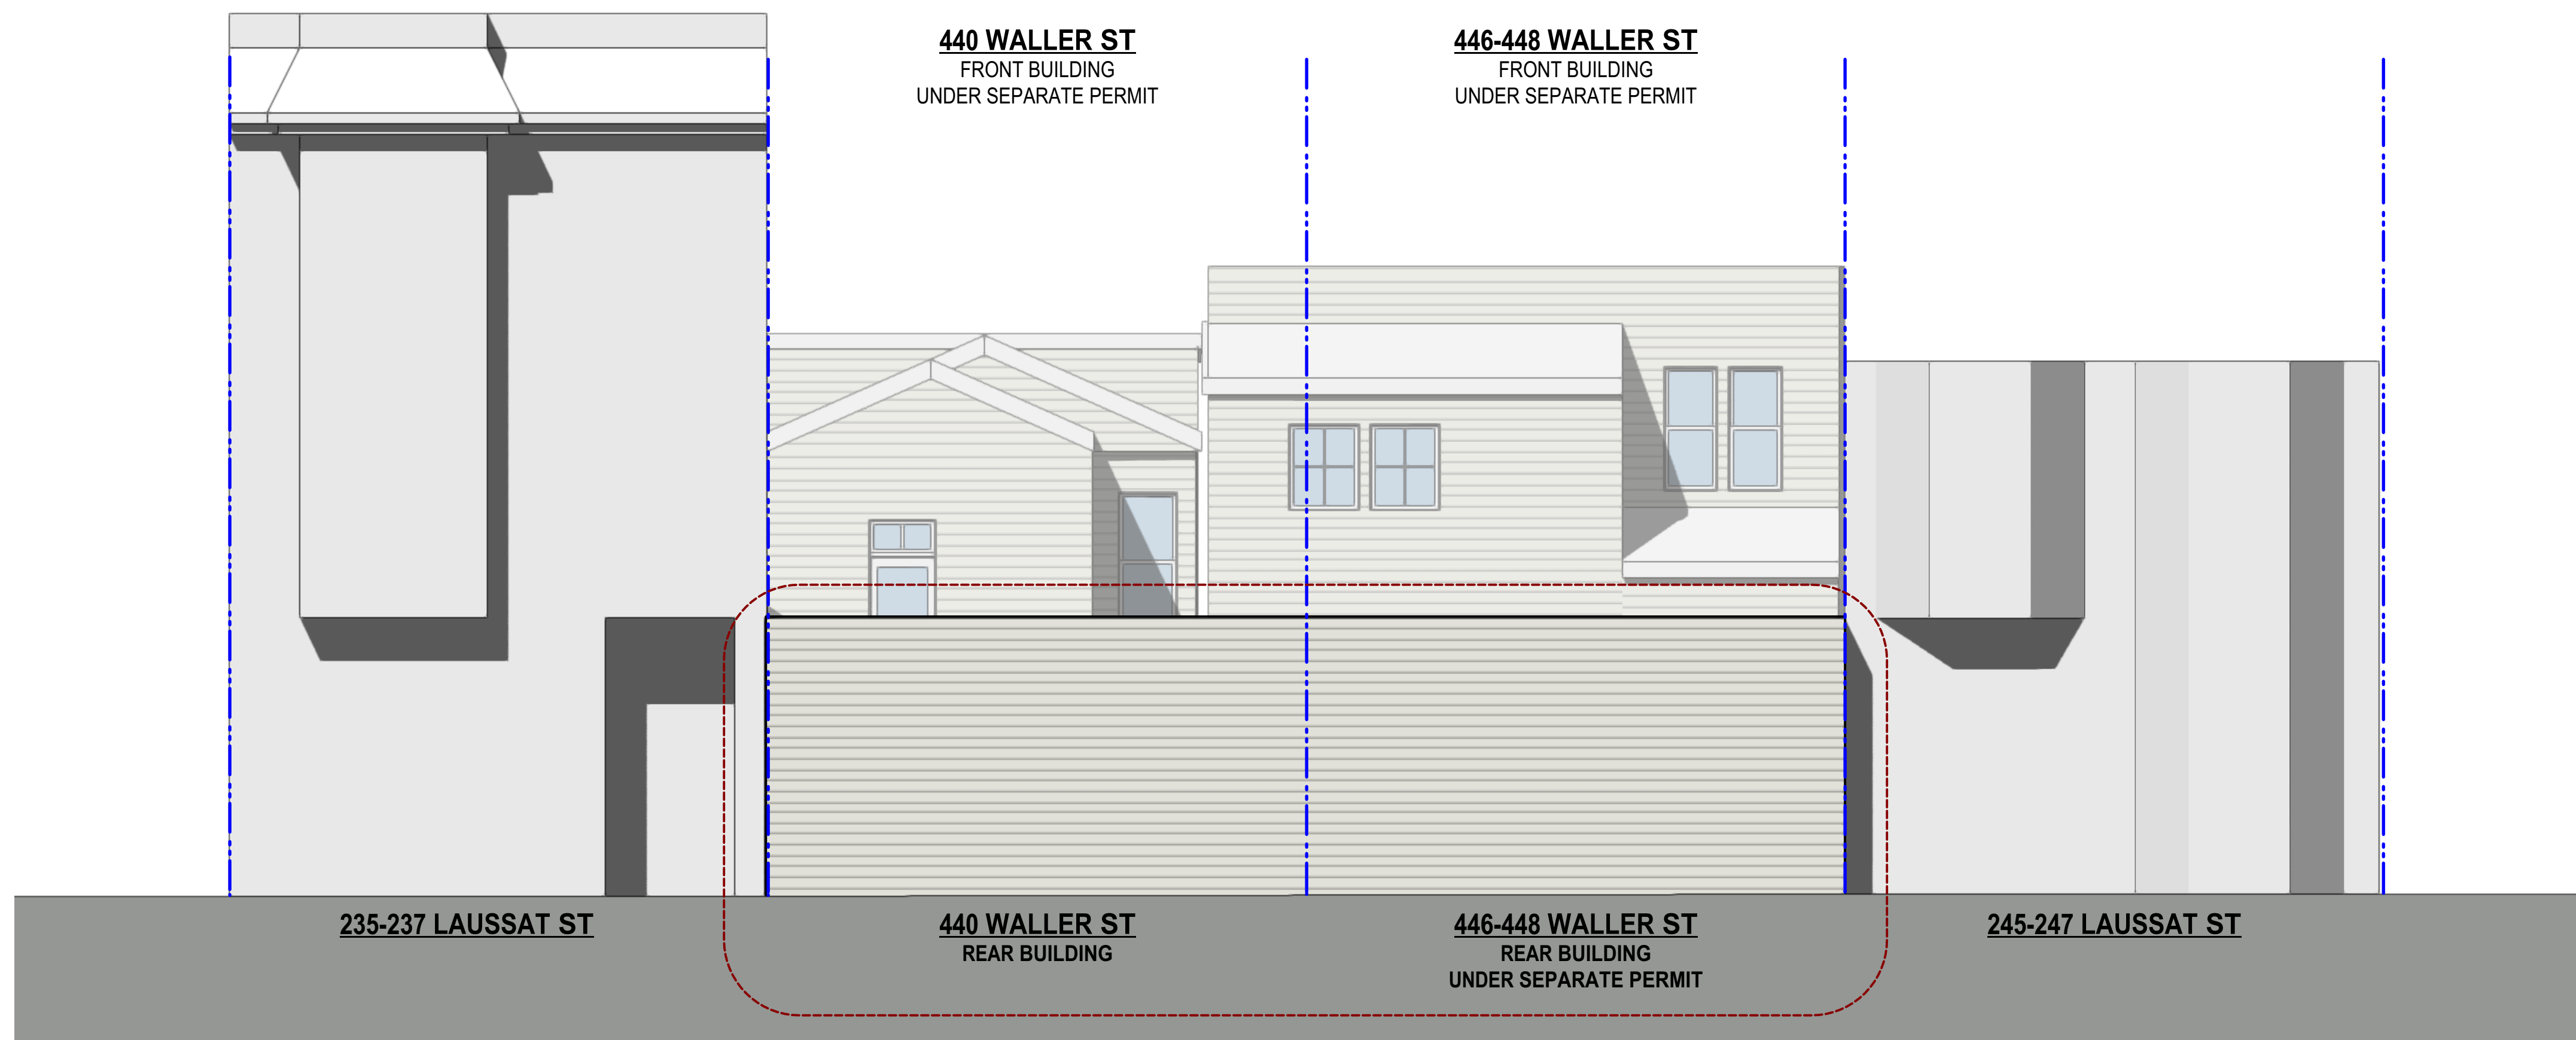 440 WALLER ST
FRONT BUILDING
UNDER SEPARATE PERMIT
446-448 WALLER ST
FRONT BUILDING
UNDER SEPARATE PERMIT
235-237 LAUSSAT ST
440 WALLER ST
REAR BUILDING
446-448 WALLER ST
REAR BUILDING
UNDER SEPARATE PERMIT
245-247 LAUSSAT ST